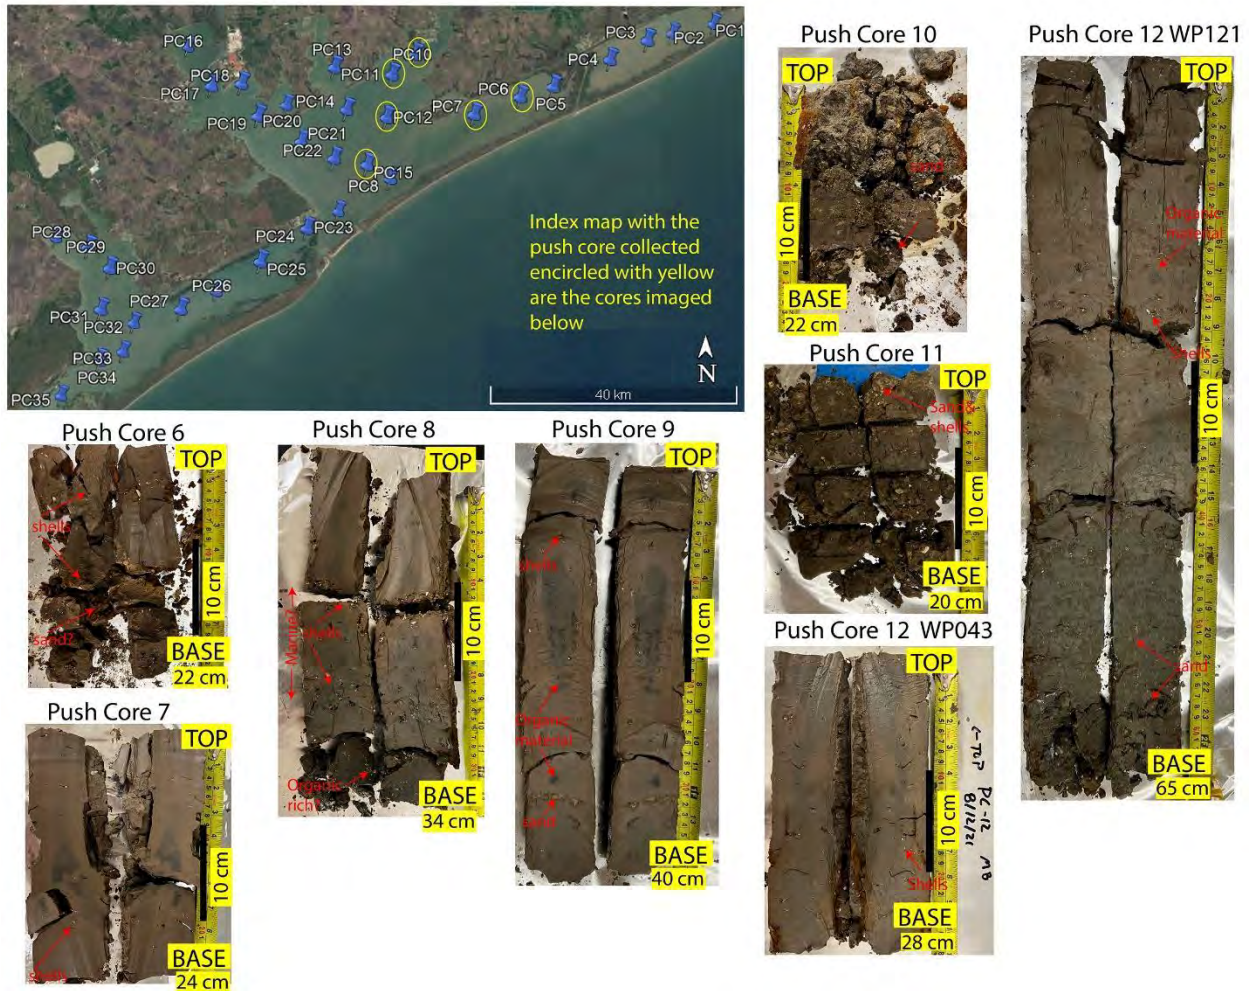 PC16
PC13
PC3
PC2
PC1
PC10
PC4
PC18
PC11
PC17
PC6
PC5
PC14
PC7
PC12
PC19
PC20
PC21
PC22
PC15
PC8
PC23
PC24
PC28
PC29
PC25
PC30
PC26
PC27
PC31
PC32
PC33
PC34
PC35
Index map with the
push core collected
encircled with yellow
are the cores imaged
below
N
40 km
Push Core 10
TOP
sand
10 cm
BASE
22 cm
Push Core 12 WP121
TOP
Organic
material
shells
10 cm
sand
BASE
65 cm
Push Core 11
TOP
Sand&
shells
10 cm
BASE
20 cm
Push Core 6
TOP
shells
10 cm
sand?
BASE
22 cm
Push Core 8
TOP
shells
10 cm
Organic
rich?
BASE
34 cm
Push Core 9
TOP
shells
10 cm
Organic
material
sand
BASE
40 cm
Push Core 12 WP043
TOP
10 cm
Shells
BASE
28 cm
← TOP
PC-12 MB
8/12/21
Push Core 7
TOP
10 cm
shells
BASE
24 cm